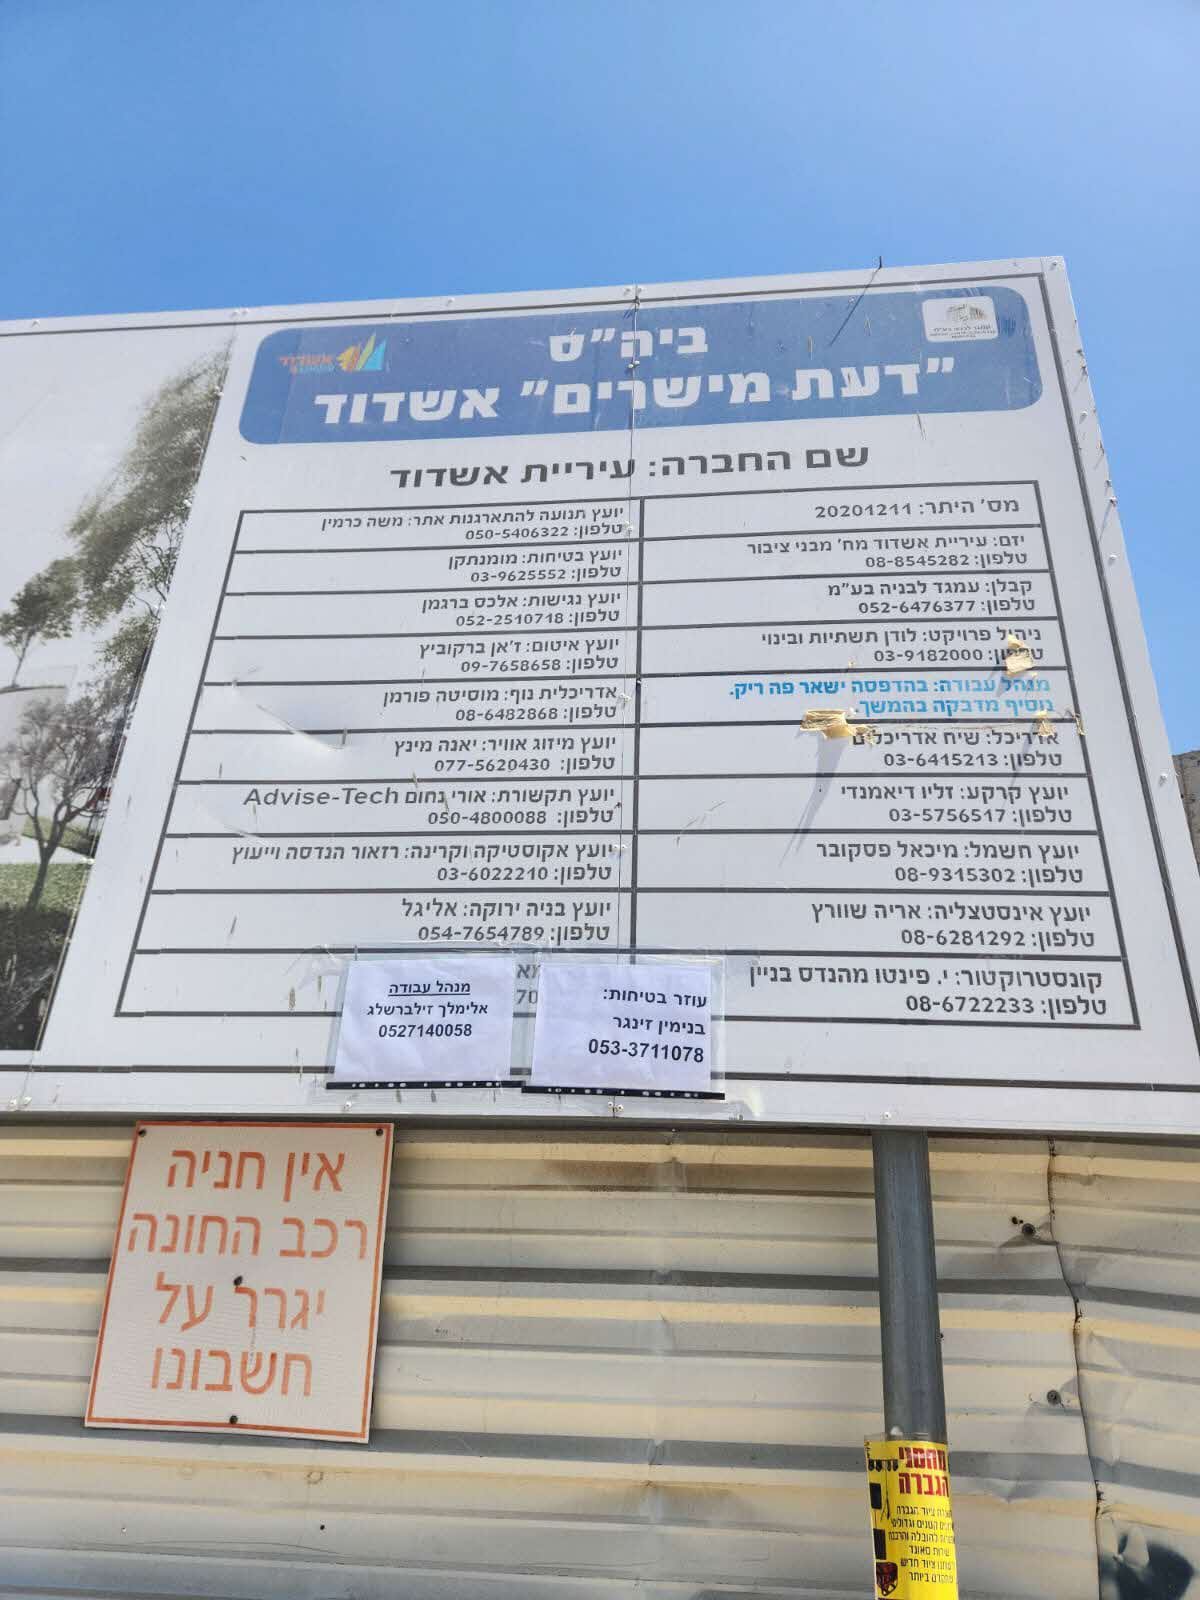 ביה"ס
"דעת מישרים" אשדוד
אשדוד
שם החברה: עיריית אשדוד
מס' היתר: 20201211
יזם: עיריית אשדוד מח' מבני ציבור
טלפון: 08-8545282
קבלן: עמגד לבניה בע"מ
טלפון: 052-6476377
ניהול פרויקט: לודן תשתיות ובינוי
טלפון: 03-9182000
מנהל עבודה: בהדפסה ישאר פה ריק.
נוסיף מדבקה בהמשך.
אדריכל: שיח אדריכלים
טלפון: 03-6415213
יועץ קרקע: זליו דיאמנדי
טלפון: 03-5756517
יועץ חשמל: מיכאל פסקובר
טלפון: 08-9315302
יועץ אינסטצליה: אריה שוורץ
טלפון: 08-6281292
קונסטרוקטור: י. פינטו מהנדס בניין
טלפון: 08-6722233
יועץ תנועה להתארגנות אתר: משה כרמין
טלפון: 050-5406322
יועץ בטיחות: מומנתקן
טלפון: 03-9625552
יועץ נגישות: אלכס ברגמן
טלפון: 052-2510718
יועץ איטום: ז'אן ברקוביץ
טלפון: 09-7658658
אדריכלית נוף: מוסיטה פורמן
טלפון: 08-6482868
יועץ מיזוג אוויר: יאנה מינץ
טלפון: 077-5620430
יועץ תקשורת: אורי נחום Advise-Tech
טלפון: 050-4800088
יועץ אקוסטיקה וקרינה: רזאור הנדסה וייעוץ
טלפון: 03-6022210
יועץ בניה ירוקה: אליגל
טלפון: 054-7654789
עוזר בטיחות:
בנימין זינגר
053-3711078
מנהל עבודה
אלימלך זילברשלג
0527140058
אין חניה
רכב החונה
יגרר על
חשבונו
מחסני
הגברה